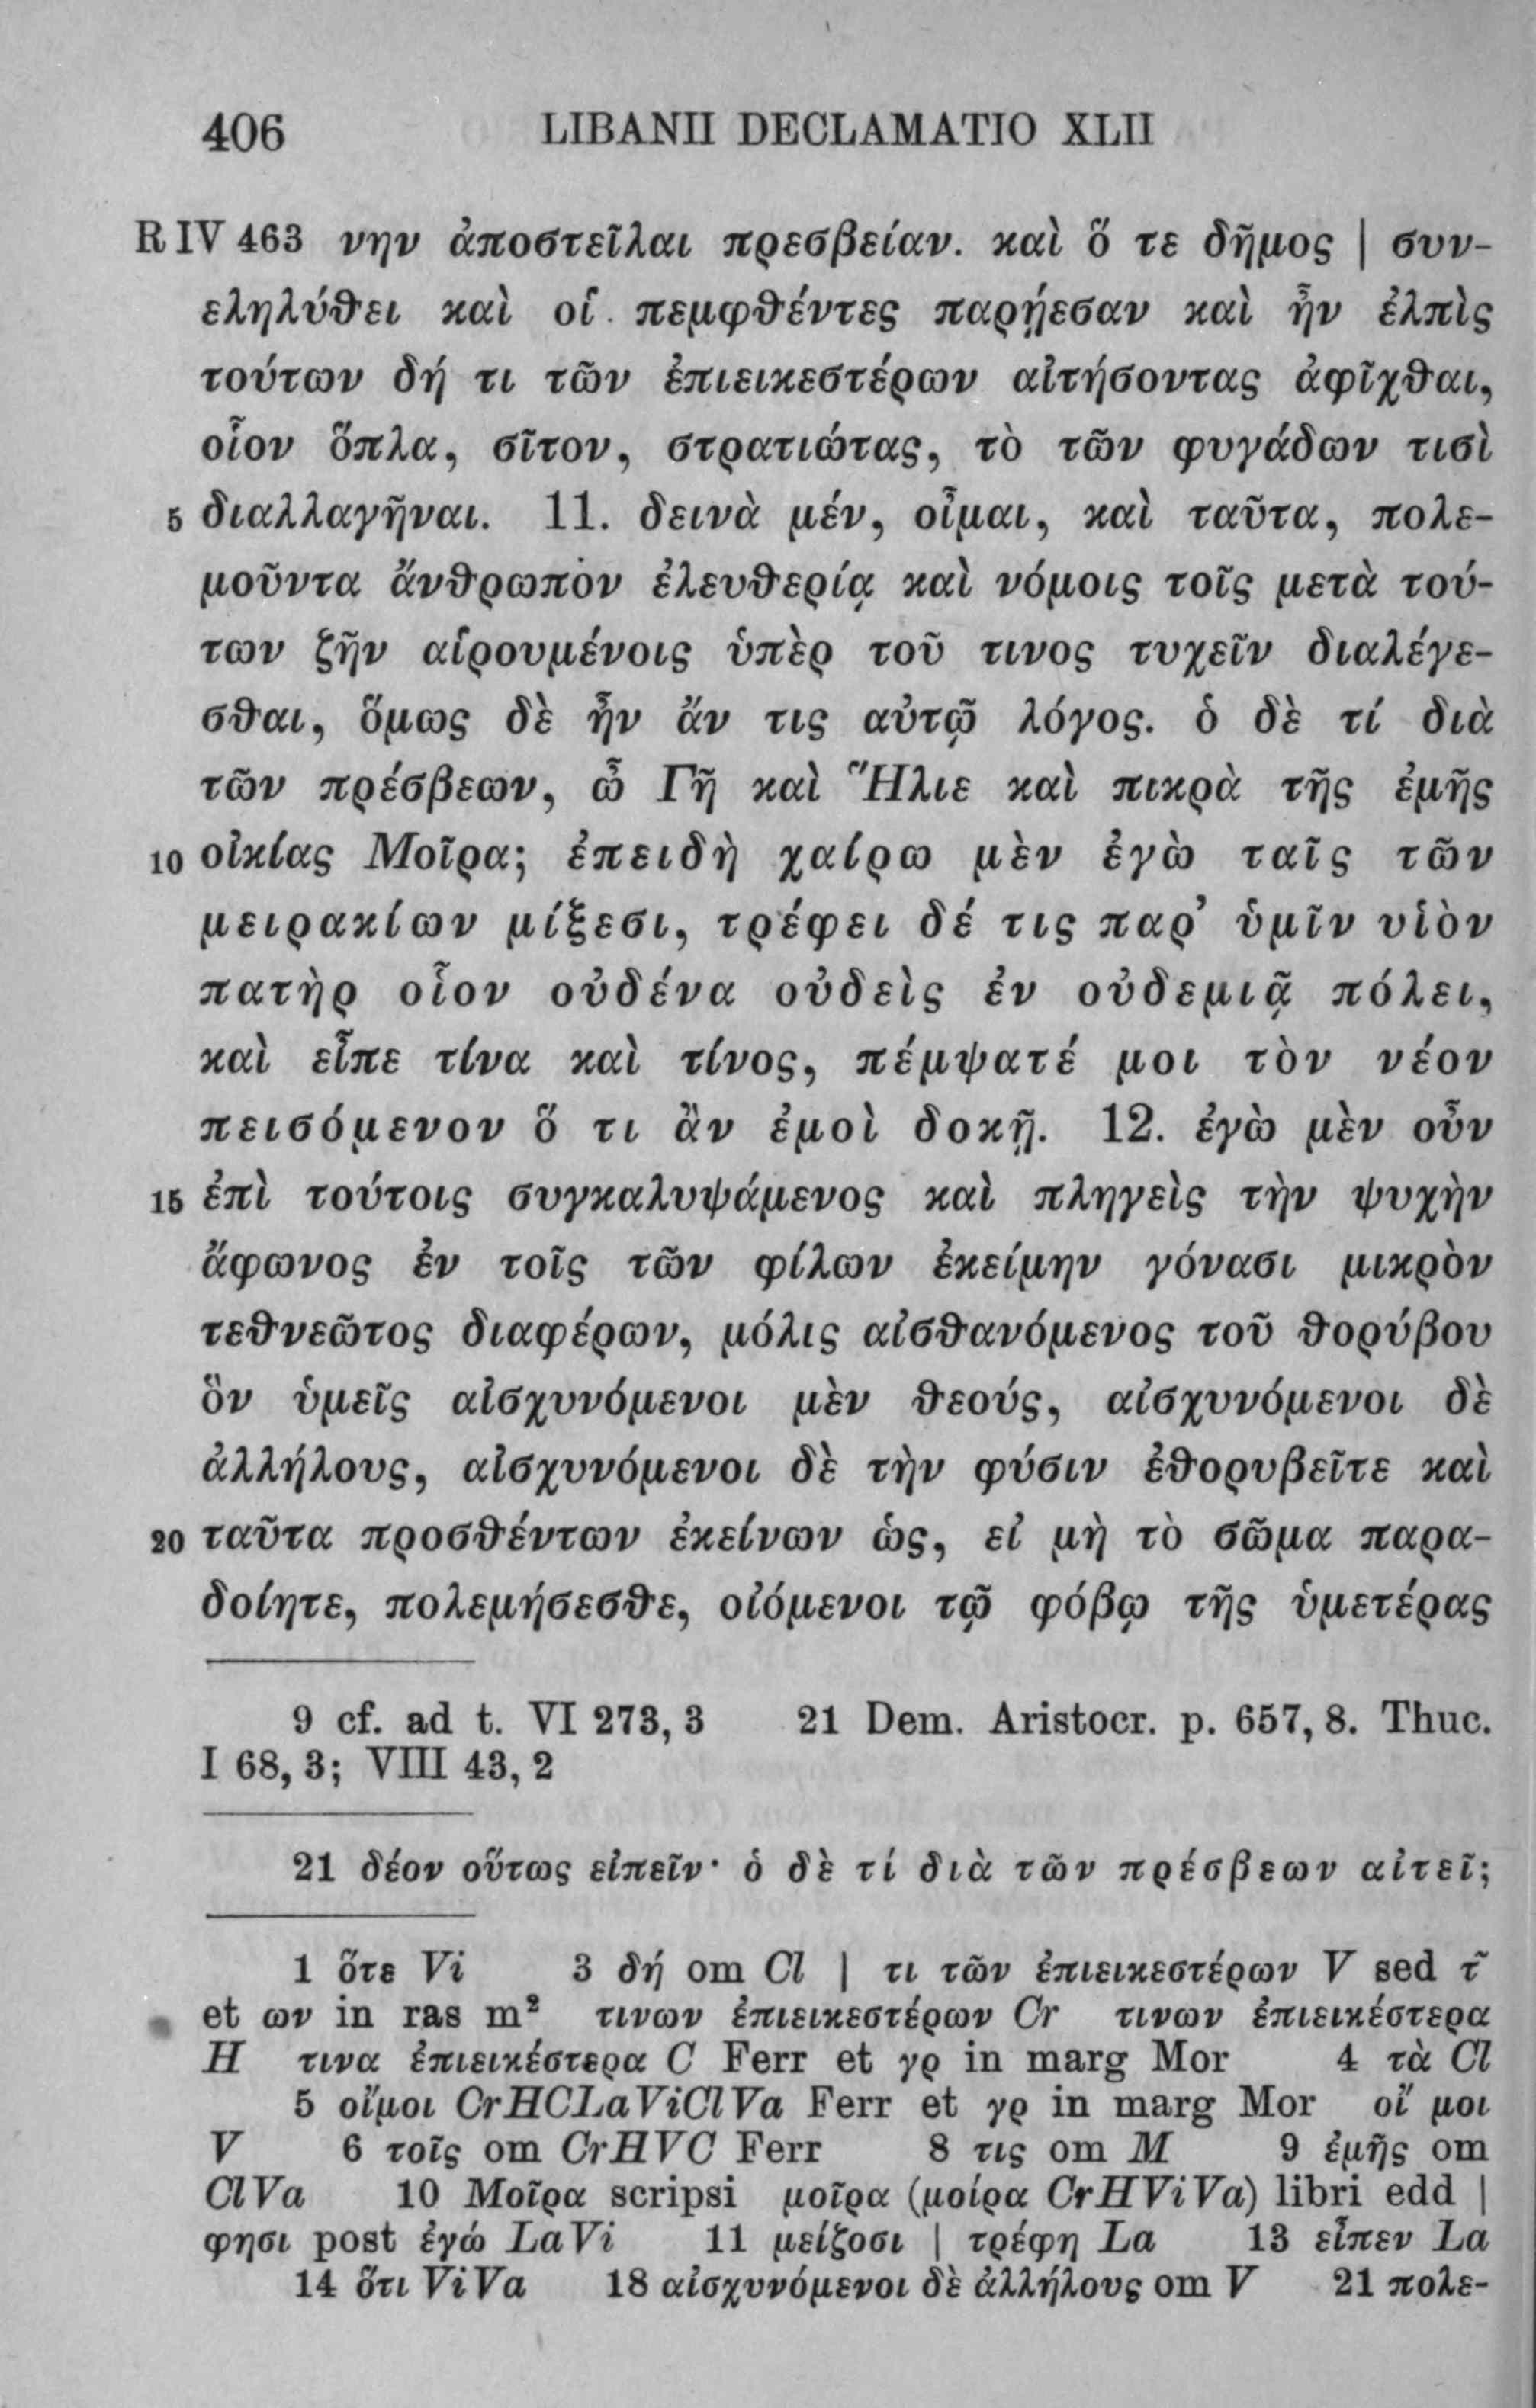 406 LIBANII DECLAMATIO XLII
R IV 463 νην ἀποστεῖλαι πρεσβείαν. καὶ ὅ τε δῆμος | συν-
εληλύθει καὶ οἱ πεμφθέντες παρῄεσαν καὶ ἦν ἐλπὶς
τούτων δή τι τῶν ἐπιεικεστέρων αἰτήσοντας ἀφῖχθαι,
οἷον ὅπλα, σῖτον, στρατιώτας, τὸ τῶν φυγάδων τισὶ
5 διαλλαγῆναι. 11. δεινὰ μέν, οἶμαι, καὶ ταῦτα, πολε-
μοῦντα ἄνθρωπον ἐλευθερίᾳ καὶ νόμοις τοῖς μετὰ τού-
των ζῆν αἱρουμένοις ὑπὲρ τοῦ τινος τυχεῖν διαλέγε-
σθαι, ὅμως δὲ ἦν ἄν τις αὐτῷ λόγος. ὁ δὲ τί διὰ
τῶν πρέσβεων, ὦ Γῆ καὶ Ἥλιε καὶ πικρὰ τῆς ἐμῆς
10 οἰκίας Μοῖρα; ἐπειδὴ χαίρω μὲν ἐγὼ ταῖς τῶν
μειρακίων μίξεσι, τρέφει δέ τις παρ’ ὑμῖν υἱὸν
πατὴρ οἷον οὐδένα οὐδεὶς ἐν οὐδεμιᾷ πόλει,
καὶ εἶπε τίνα καὶ τίνος, πέμψατέ μοι τὸν νέον
πεισόμενον ὅ τι ἂν ἐμοὶ δοκῇ. 12. ἐγὼ μὲν οὖν
15 ἐπὶ τούτοις συγκαλυψάμενος καὶ πληγεὶς τὴν ψυχὴν
ἄφωνος ἐν τοῖς τῶν φίλων ἐκείμην γόνασι μικρὸν
τεθνεῶτος διαφέρων, μόλις αἰσθανόμενος τοῦ θορύβου
ὃν ὑμεῖς αἰσχυνόμενοι μὲν θεούς, αἰσχυνόμενοι δὲ
ἀλλήλους, αἰσχυνόμενοι δὲ τὴν φύσιν ἐθορυβεῖτε καὶ
20 ταῦτα προσθέντων ἐκείνων ὡς, εἰ μὴ τὸ σῶμα παρα-
δοίητε, πολεμήσεσθε, οἰόμενοι τῷ φόβῳ τῆς ὑμετέρας
9 cf. ad t. VI 273, 3 21 Dem. Aristocr. p. 657, 8. Thuc.
I 68, 3; VIII 43, 2
21 δέον οὕτως εἰπεῖν· ὁ δὲ τί διὰ τῶν πρέσβεων αἰτεῖ;
1 ὅτε Vi 3 δή om Cl | τι τῶν ἐπιεικεστέρων V sed τ῀
et ων in ras m² τινων ἐπιεικεστέρων Cr τινων ἐπιεικέστερα
H τινα ἐπιεικέστερα C Ferr et γρ in marg Mor 4 τὰ Cl
5 οἴμοι CrHCLaViClVa Ferr et γρ in marg Mor οἵ μοι
V 6 τοῖς om CrHVC Ferr 8 τις om M 9 ἐμῆς om
ClVa 10 Μοῖρα scripsi μοῖρα (μοίρα CrHViVa) libri edd |
φησι post ἐγώ LaVi 11 μείζοσι | τρέφη La 13 εἶπεν La
14 ὅτι ViVa 18 αἰσχυνόμενοι δὲ ἀλλήλους om V 21 πολε-